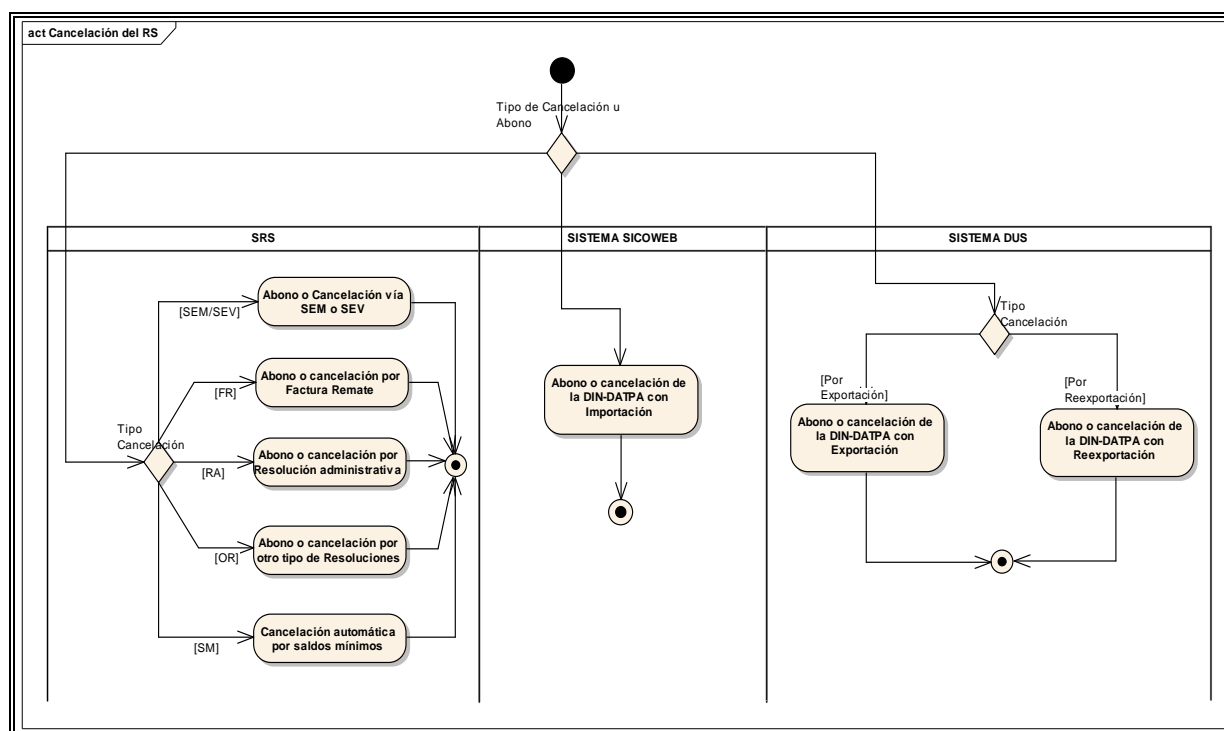 act Cancelación del RS
Tipo de Cancelación u
Abono
SRS
SISTEMA SICOWEB
SISTEMA DUS
Abono o Cancelación vía
SEM o SEV
[SEM/SEV]
Abono o cancelación por
Factura Remate
[FR]
Tipo
Cancelación
Abono o cancelación por
Resolución administrativa
[RA]
Abono o cancelación por
otro tipo de Resoluciones
[OR]
Cancelación automática
por saldos mínimos
[SM]
Abono o cancelación de
la DIN-DATPA con
Importación
Tipo
Cancelación
[Por
Exportación]
Abono o cancelación de
la DIN-DATPA con
Exportación
[Por
Reexportación]
Abono o cancelación de
la DIN-DATPA con
Reexportación